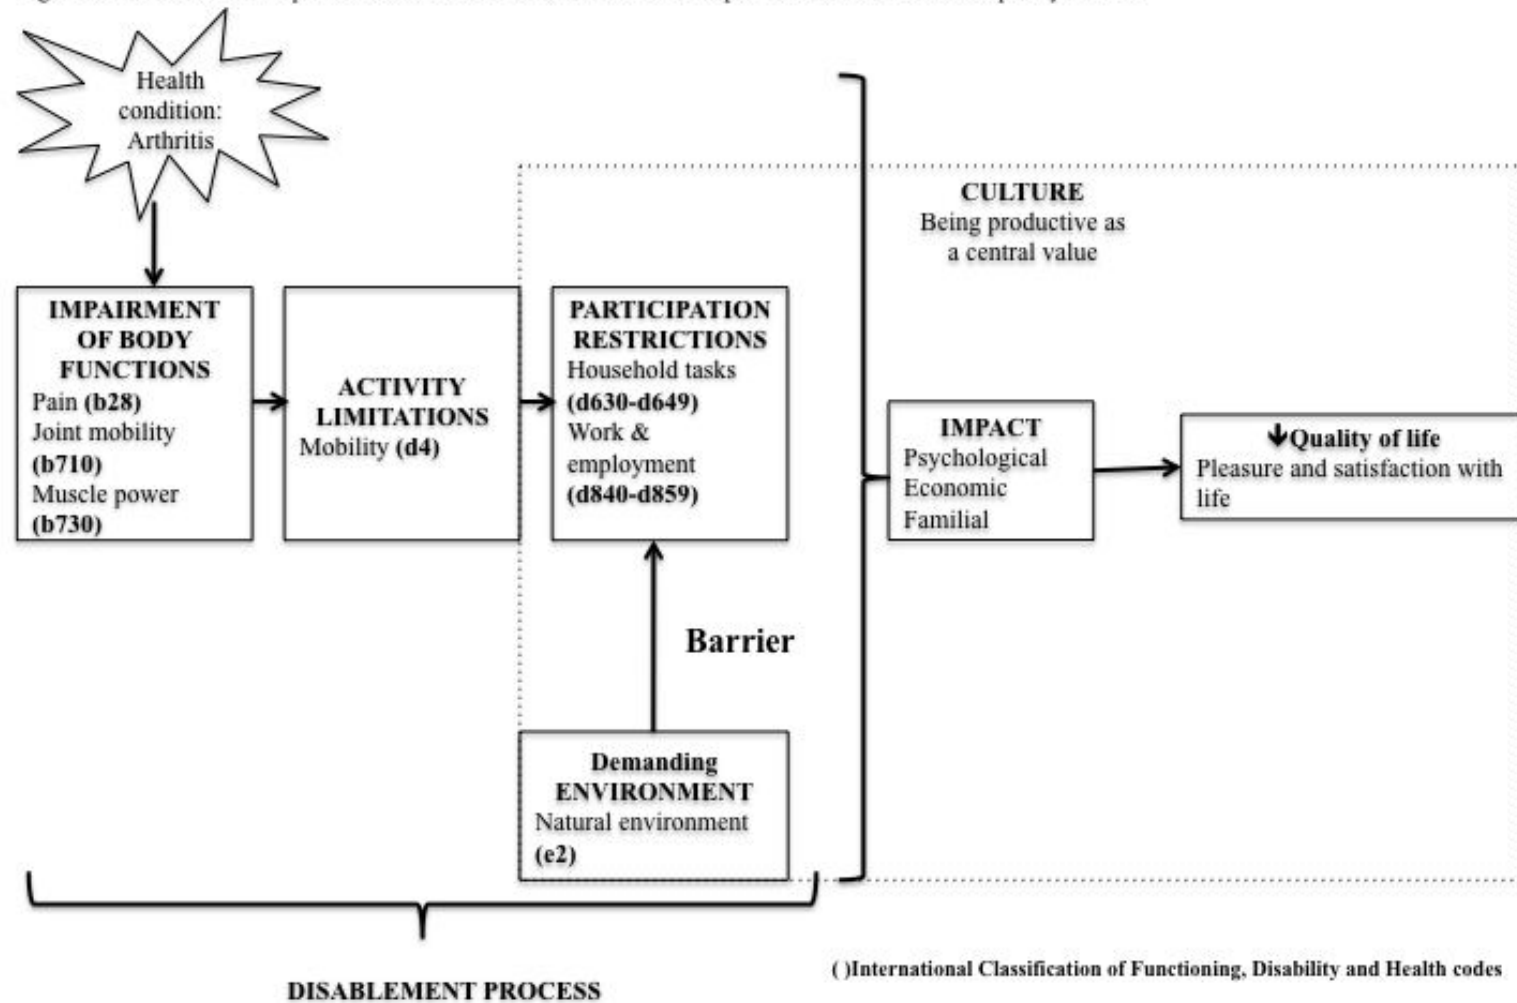 Health
condition:
Arthritis
CULTURE
Being productive as
a central value
IMPAIRMENT
OF BODY
FUNCTIONS
Pain (b28)
Joint mobility
(b710)
Muscle power
(b730)
ACTIVITY
LIMITATIONS
Mobility (d4)
PARTICIPATION
RESTRICTIONS
Household tasks
(d630-d649)
Work &
employment
(d840-d859)
IMPACT
Psychological
Economic
Familial
Quality of life
Pleasure and satisfaction with
life
Barrier
Demanding
ENVIRONMENT
Natural environment
(e2)
( )International Classification of Functioning, Disability and Health codes
DISABLEMENT PROCESS